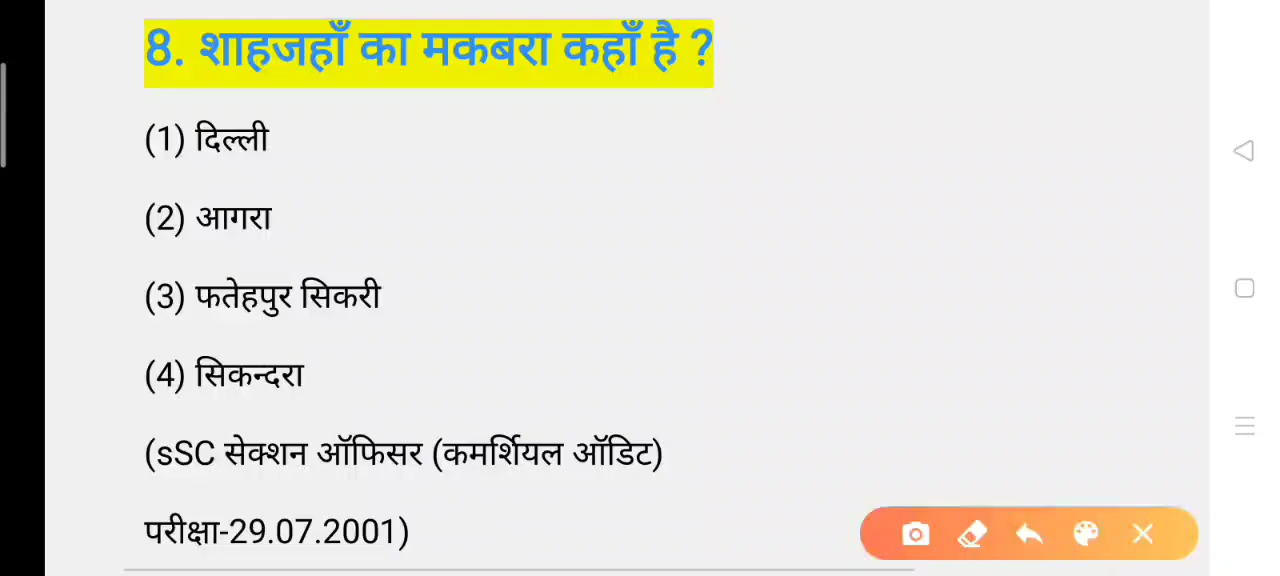 8. शाहजहाँ का मकबरा कहाँ है ?
(1) दिल्ली
(2) आगरा
(3) फतेहपुर सिकरी
(4) सिकन्दरा
(sSC सेक्शन ऑफिसर (कमर्शियल ऑडिट)
परीक्षा-29.07.2001)